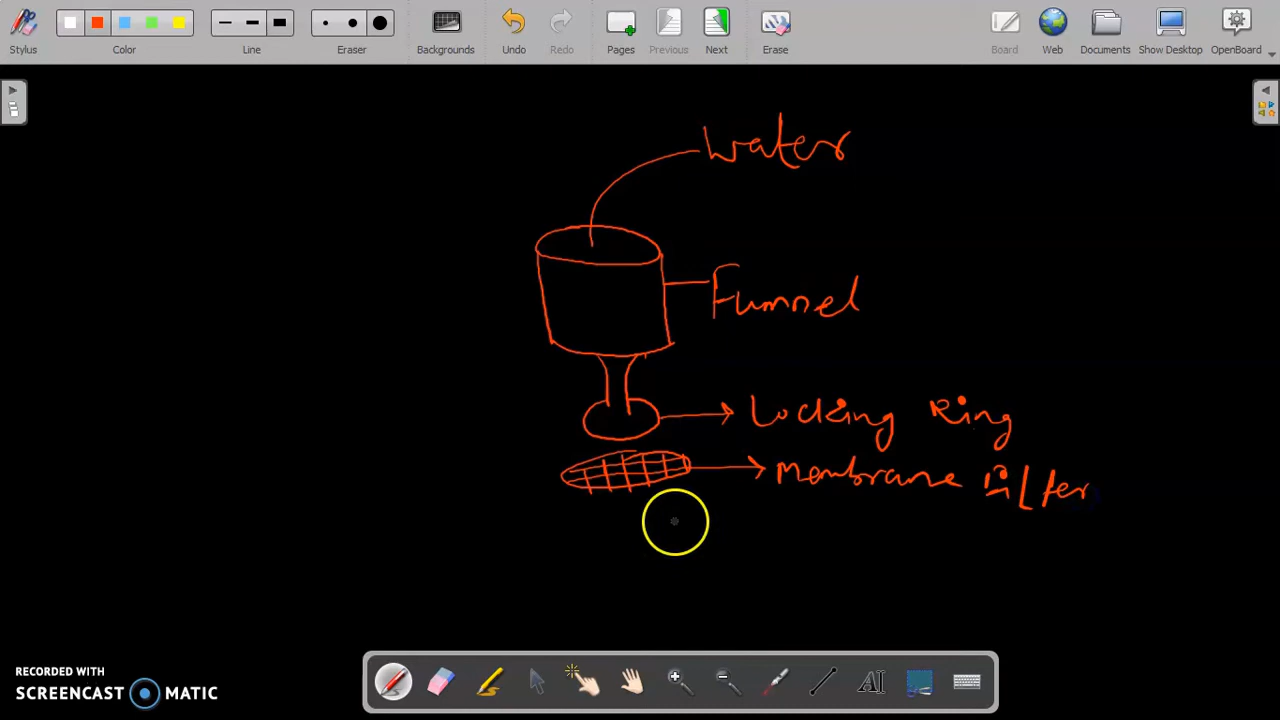 Stylus
Color
Line
Eraser
Backgrounds
Undo
Redo
Pages
Previous
Next
Erase
Board
Web
Documents
Show Desktop
OpenBoard
Water
Funnel
Locking Ring
Membrane filter
RECORDED WITH
SCREENCAST MATIC